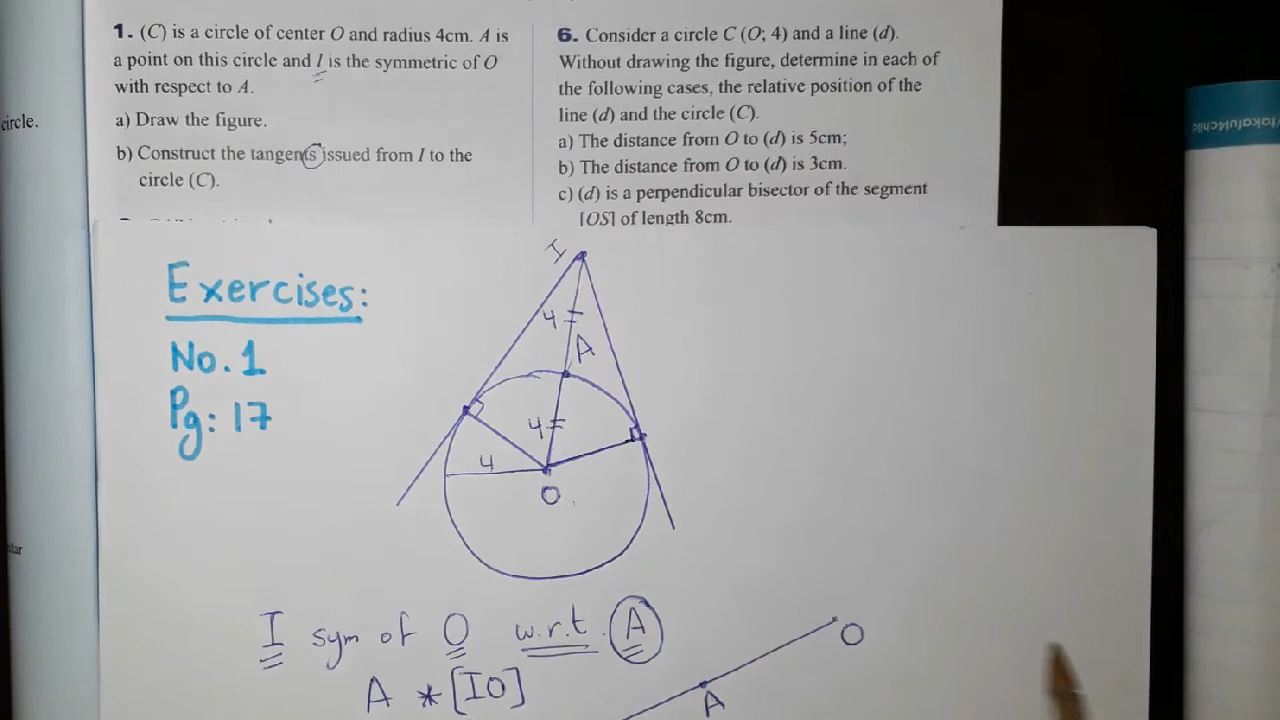 1. (C) is a circle of center O and radius 4cm. A is
a point on this circle and I is the symmetric of O
with respect to A.
a) Draw the figure.
b) Construct the tangents issued from I to the
circle (C).
6. Consider a circle C (O; 4) and a line (d).
Without drawing the figure, determine in each of
the following cases, the relative position of the
line (d) and the circle (C).
a) The distance from O to (d) is 5cm;
b) The distance from O to (d) is 3cm.
c) (d) is a perpendicular bisector of the segment
[OS] of length 8cm.
circle.
Exercises:
No. 1
Pg: 17
I
4
A
4
4
O
I sym of O w.r.t. A
A * [IO]
O
A